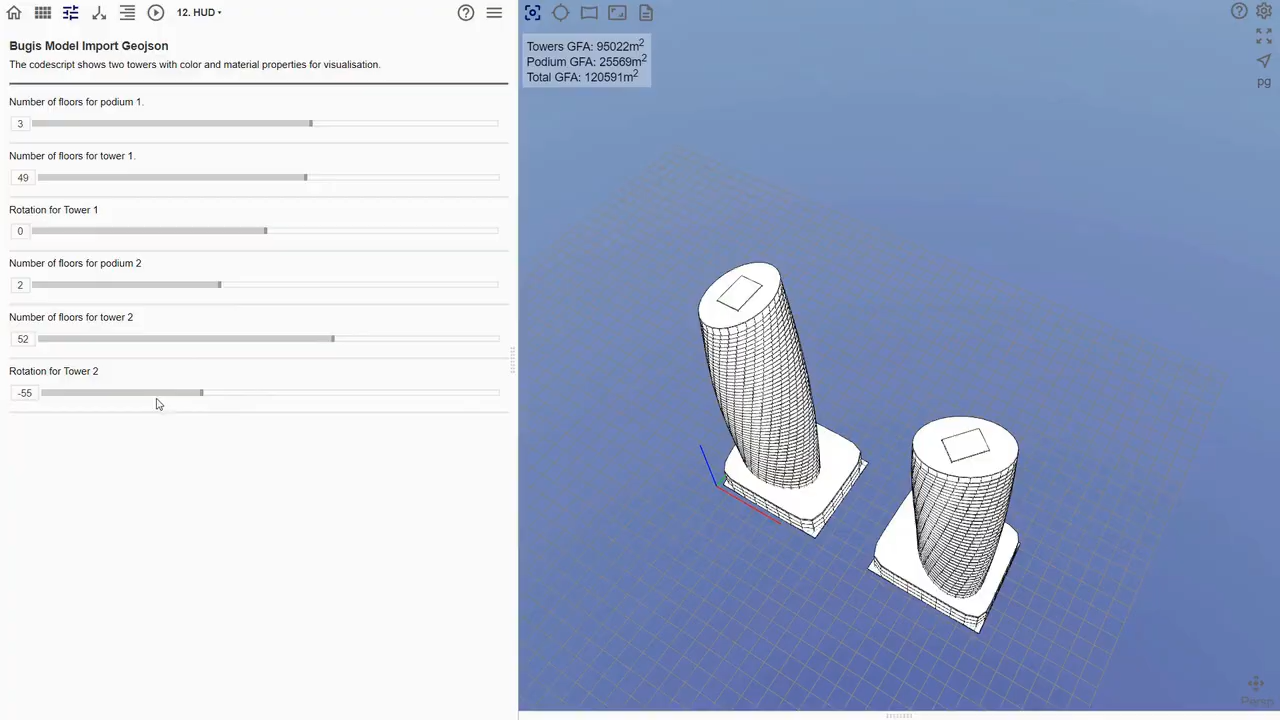 12. HUD
Bugis Model Import Geojson
The codescript shows two towers with color and material properties for visualisation.
Number of floors for podium 1.
3
Number of floors for tower 1.
49
Rotation for Tower 1
0
Number of floors for podium 2
2
Number of floors for tower 2
52
Rotation for Tower 2
-55
Towers GFA: 95022m²
Podium GFA: 25569m²
Total GFA: 120591m²
pg
Persp